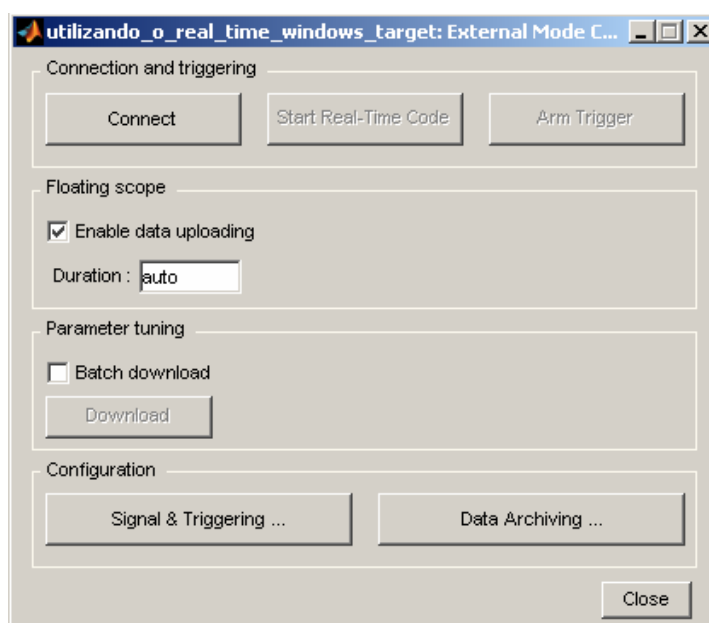 utilizando_o_real_time_windows_target: External Mode C...
Connection and triggering
Connect
Start Real-Time Code
Arm Trigger
Floating scope
Enable data uploading
Duration : auto
Parameter tuning
Batch download
Download
Configuration
Signal & Triggering ...
Data Archiving ...
Close